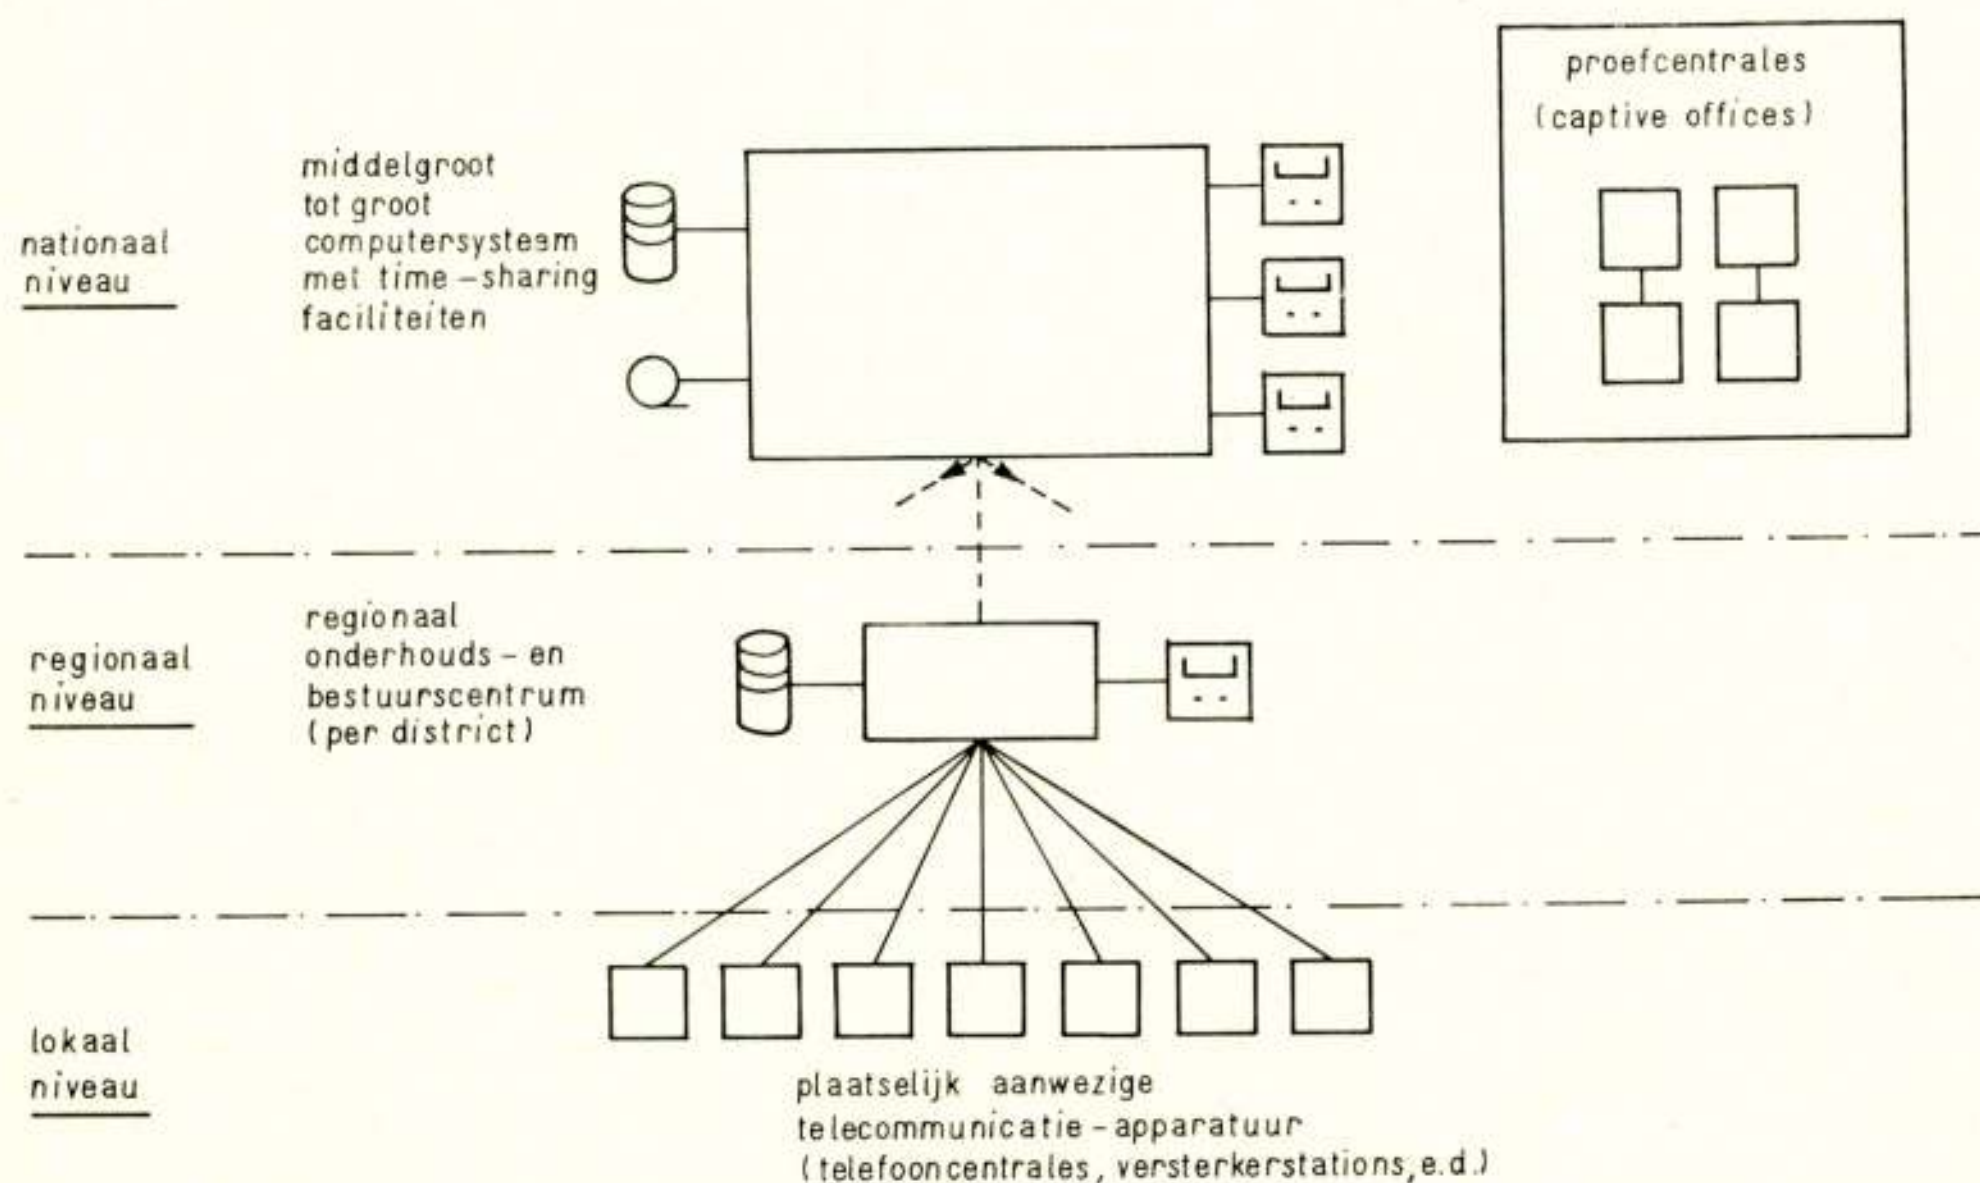 proefcentrales
(captive offices)
middelgroot
tot groot
computersysteem
met time-sharing
faciliteiten
nationaal
niveau
regionaal
onderhouds- en
bestuurscentrum
(per district)
regionaal
niveau
lokaal
niveau
plaatselijk aanwezige
telecommunicatie-apparatuur
(telefooncentrales, versterkerstations, e.d.)